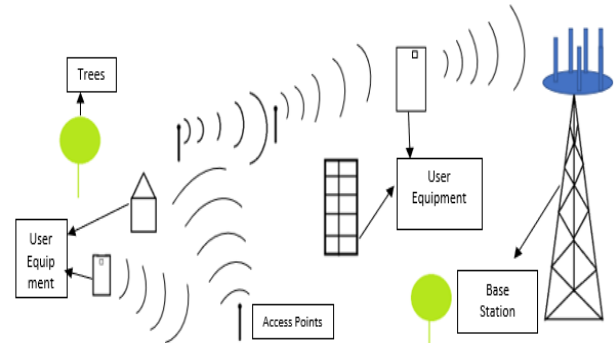 Trees
User
Equipment
User
Equip
ment
Base
Station
Access Points